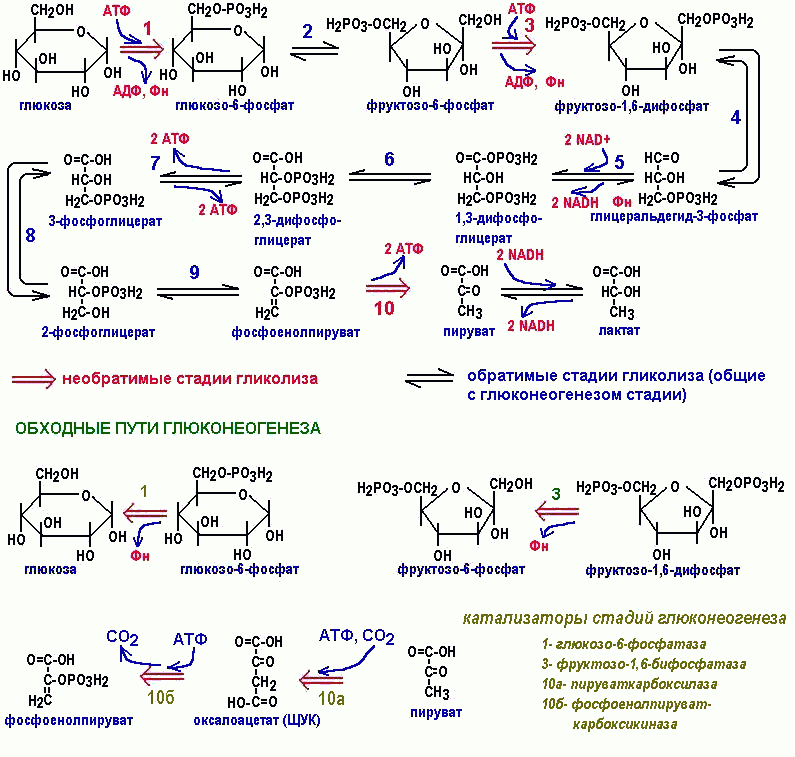 CH₂OH
O
OH
HO
OH
OH
глюкоза
АТФ
1
АДФ, Фн
CH₂O-PO3H₂
O
OH
HO
OH
OH
глюкозо-6-фосфат
2
H₂PO3-OCH₂
O
CH₂OH
HO
OH
OH
фруктозо-6-фосфат
АТФ
3
АДФ, Фн
H₂PO3-OCH₂
O
CH₂OPO3H₂
HO
OH
OH
фруктозо-1,6-дифосфат
4
O=C-OH
H-C-OH
H₂C-OPO3H₂
3-фосфоглицерат
2 АТФ
7
2 АТФ
O=C-OH
H-C-OPO3H₂
H₂C-OPO3H₂
2,3-дифосфо-
глицерат
6
O=C-OPO3H₂
H-C-OH
H₂C-OPO3H₂
1,3-дифосфо-
глицерат
2 NAD+
5
2 NADH
Фн
HC=O
H-C-OH
H₂C-OPO3H₂
глицеральдегид-3-фосфат
8
O=C-OH
H-C-OPO3H₂
H₂C-OH
2-фосфоглицерат
9
O=C-OH
C-OPO3H₂
H₂C
фосфоенолпируват
2 АТФ
10
O=C-OH
C=O
CH₃
пируват
2 NADH
2 NADH
O=C-OH
H-C-OH
CH₃
лактат
необратимые стадии гликолиза
обратимые стадии гликолиза (общие
с глюконеогенезом стадии)
ОБХОДНЫЕ ПУТИ ГЛЮКОНЕОГЕНЕЗА
CH₂OH
O
OH
HO
OH
OH
глюкоза
1
Фн
CH₂O-PO3H₂
O
OH
HO
OH
OH
глюкозо-6-фосфат
H₂PO3-OCH₂
O
CH₂OH
HO
OH
OH
фруктозо-6-фосфат
3
Фн
H₂PO3-OCH₂
O
CH₂OPO3H₂
HO
OH
OH
фруктозо-1,6-дифосфат
O=C-OH
C-OPO3H₂
H₂C
фосфоенолпируват
CO₂
АТФ
10б
O=C-OH
C=O
CH₂
HO-C=O
оксалоацетат (ЩУК)
АТФ, CO₂
10а
O=C-OH
C=O
CH₃
пируват
катализаторы стадий глюконеогенеза
1- глюкозо-6-фосфатаза
3- фруктозо-1,6-бифосфатаза
10а- пируваткарбоксилаза
10б- фосфоенолпируват-
карбоксикиназа